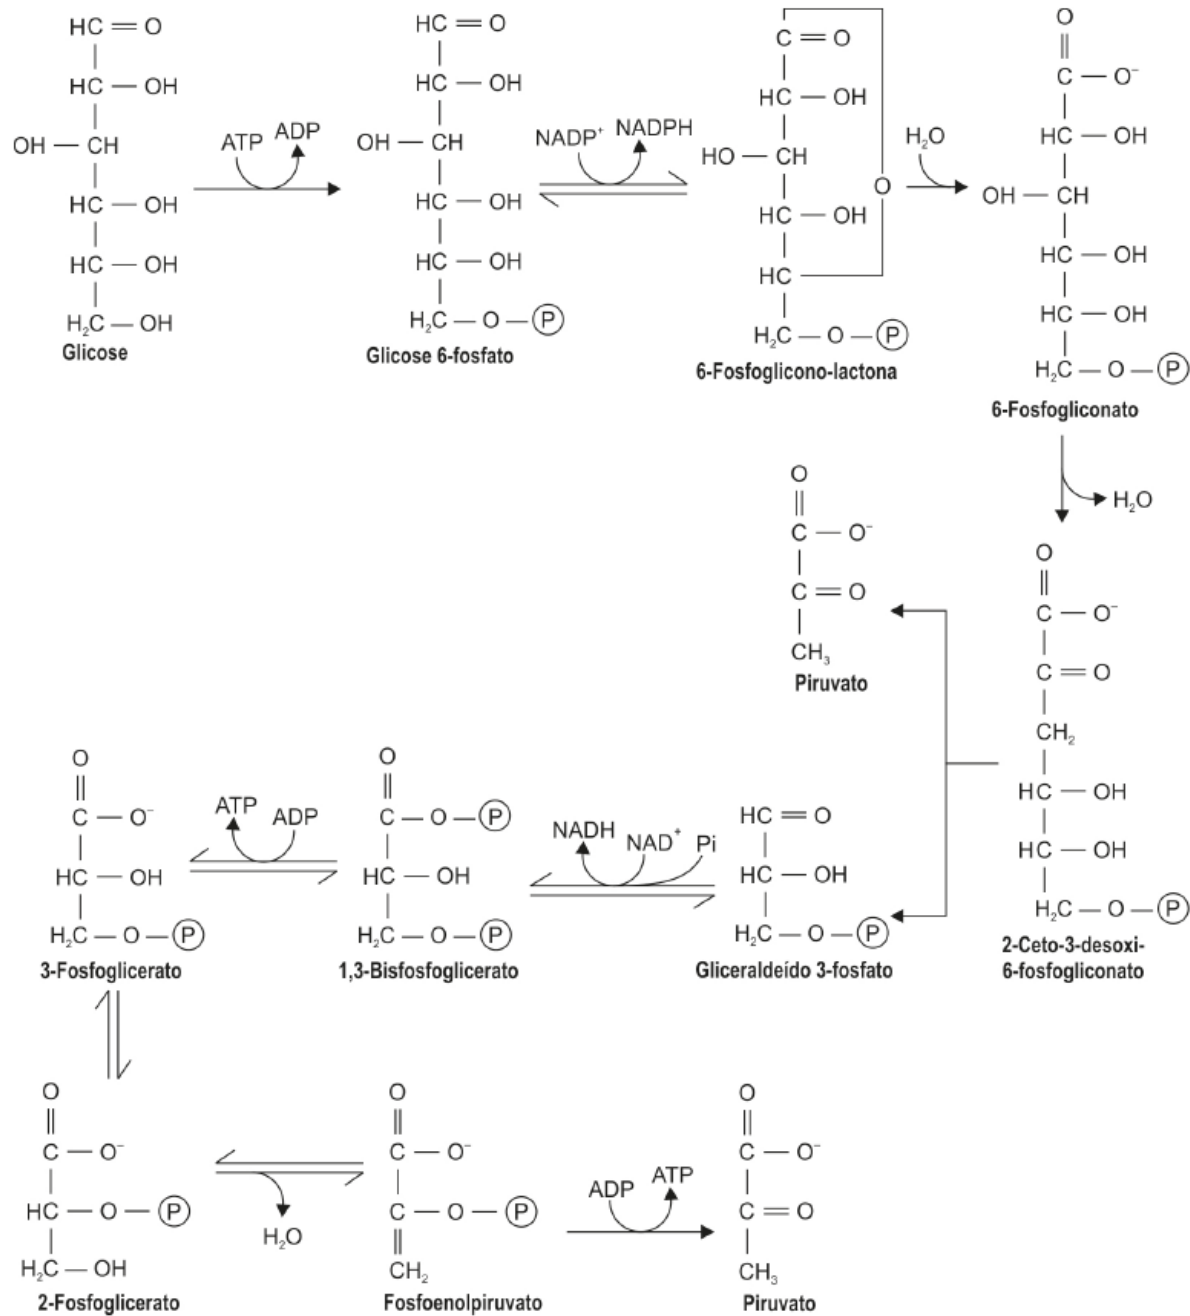 HC = O
HC — OH
OH — CH
HC — OH
HC — OH
H₂C — OH
Glicose
ATP ADP
HC = O
HC — OH
OH — CH
HC — OH
HC — OH
H₂C — O — P
Glicose 6-fosfato
NADP⁺ NADPH
C = O
HC — OH
HO — CH
HC — OH
O
HC
H₂C — O — P
6-Fosfoglicono-lactona
H₂O
O
C — O⁻
HC — OH
OH — CH
HC — OH
HC — OH
H₂C — O — P
6-Fosfogliconato
H₂O
O
C — O⁻
C = O
CH₂
HC — OH
HC — OH
H₂C — O — P
2-Ceto-3-desoxi-
6-fosfogliconato
O
C — O⁻
C = O
CH₃
Piruvato
HC = O
HC — OH
H₂C — O — P
Gliceraldeído 3-fosfato
NADH NAD⁺ Pi
O
C — O — P
HC — OH
H₂C — O — P
1,3-Bisfosfoglicerato
ATP ADP
O
C — O⁻
HC — OH
H₂C — O — P
3-Fosfoglicerato
O
C — O⁻
HC — O — P
H₂C — OH
2-Fosfoglicerato
H₂O
O
C — O⁻
C — O — P
CH₂
Fosfoenolpiruvato
ADP ATP
O
C — O⁻
C = O
CH₃
Piruvato